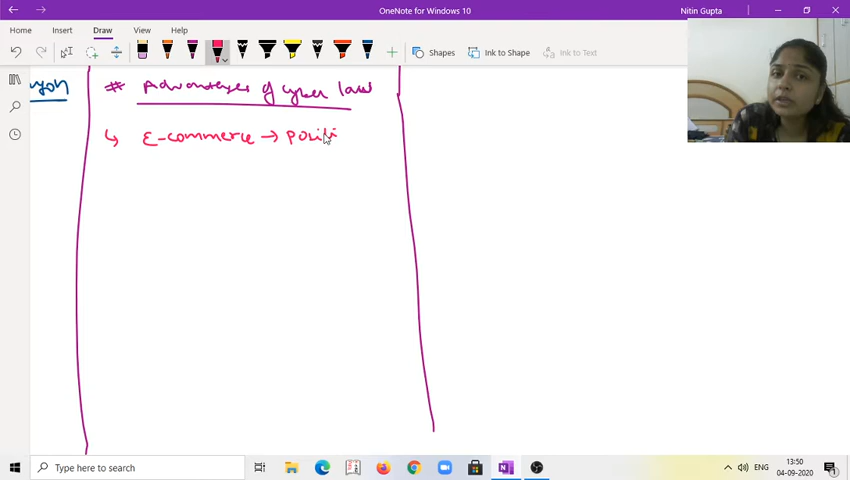 OneNote for Windows 10
Nitin Gupta
Home Insert Draw View Help
Shapes Ink to Shape Ink to Text
# Advantages of cyber law
↳ E-commerce → Positi
Type here to search
ENG
13:50
04-09-2020